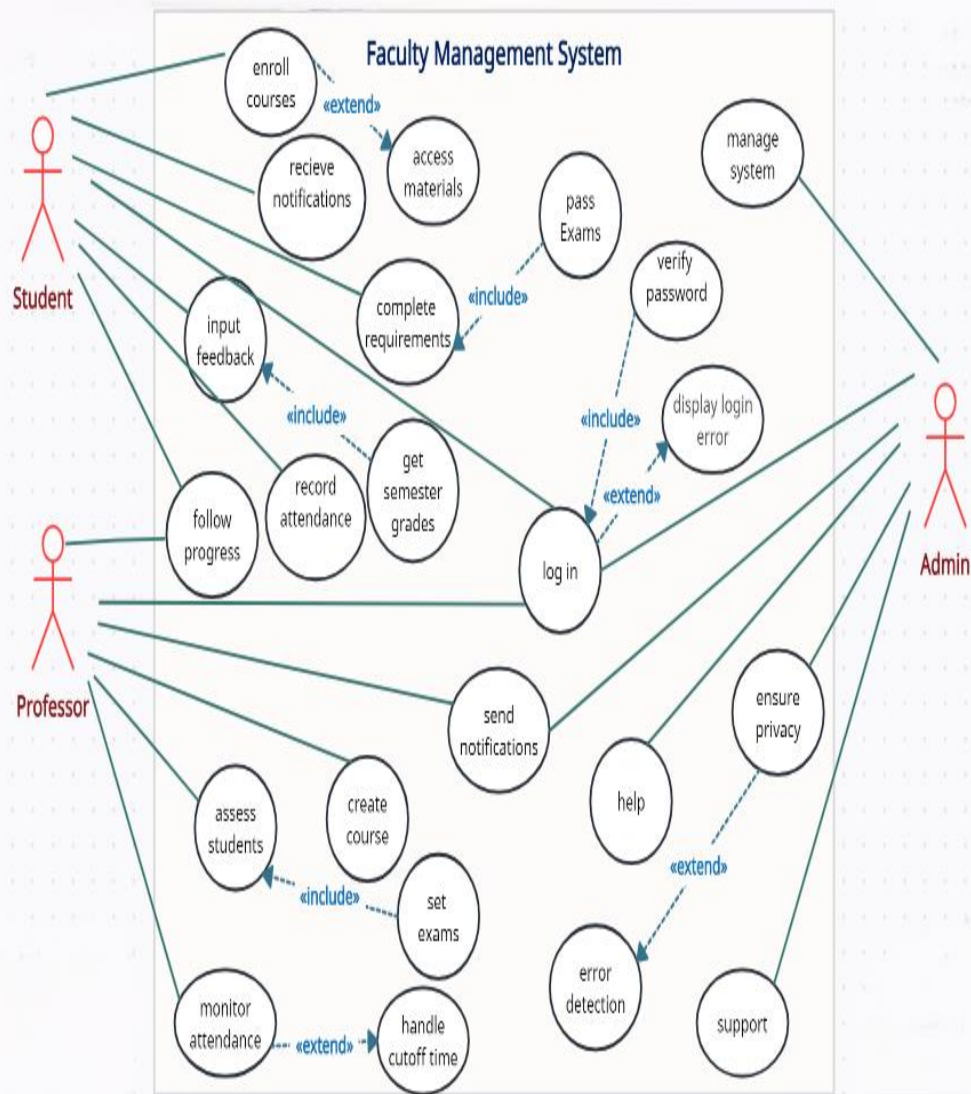 Faculty Management System
enroll
courses
«extend»
access
materials
recieve
notifications
manage
system
pass
Exams
verify
password
Student
«include»
complete
requirements
input
feedback
display login
error
«include»
«include»
get
semester
grades
record
attendance
«extend»
follow
progress
log in
Admin
Professor
send
notifications
ensure
privacy
help
assess
students
create
course
«extend»
«include»
set
exams
error
detection
monitor
attendance
«extend»
handle
cutoff time
support